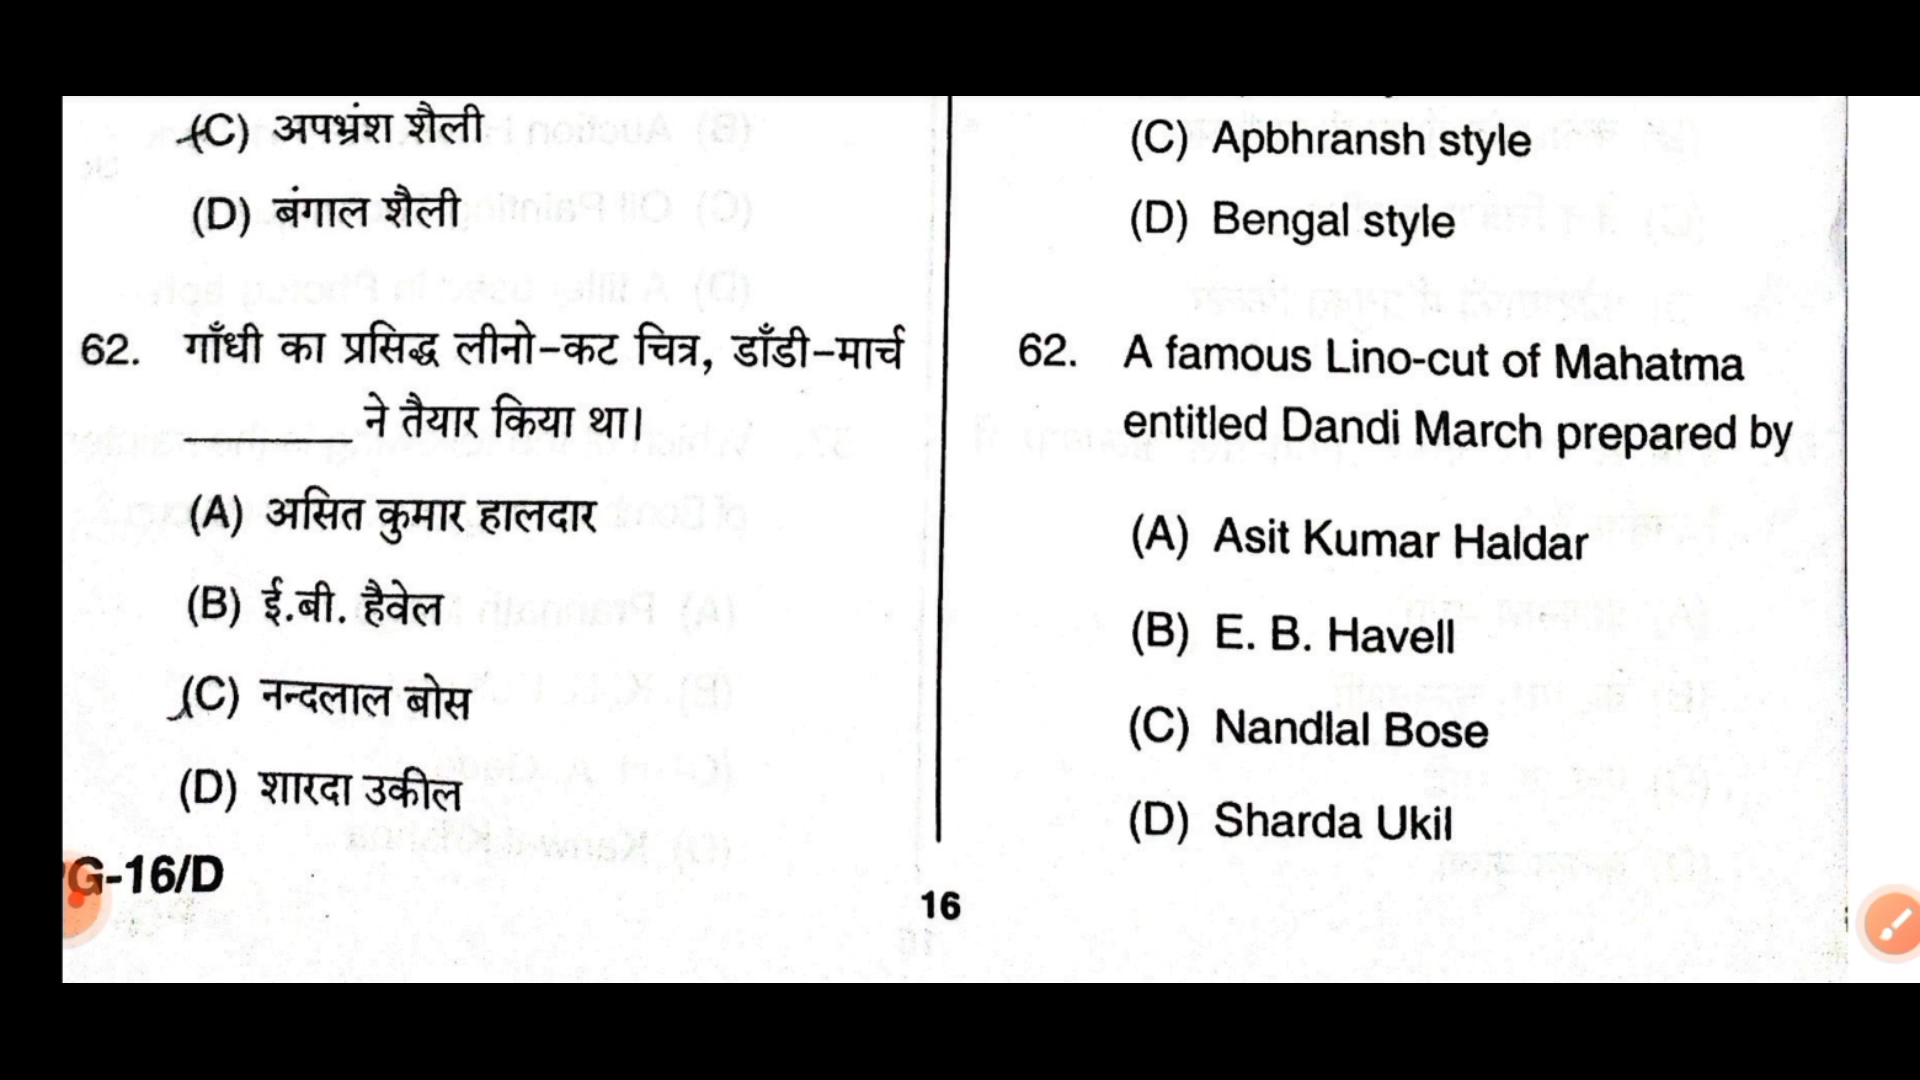 (C) अपभ्रंश शैली
(D) बंगाल शैली
62. गाँधी का प्रसिद्ध लीनो-कट चित्र, डाँडी-मार्च
________ ने तैयार किया था।
(A) असित कुमार हालदार
(B) ई.बी. हैवेल
(C) नन्दलाल बोस
(D) शारदा उकील
G-16/D
(C) Apbhransh style
(D) Bengal style
62. A famous Lino-cut of Mahatma
entitled Dandi March prepared by
(A) Asit Kumar Haldar
(B) E. B. Havell
(C) Nandlal Bose
(D) Sharda Ukil
16